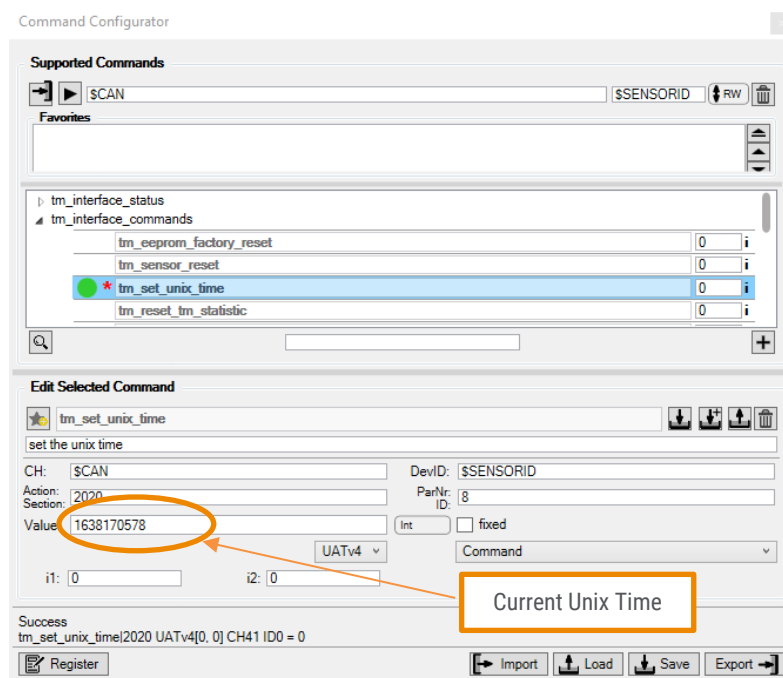 Command Configurator
Supported Commands
$CAN $SENSORID RW
Favorites
tm_interface_status
tm_interface_commands
tm_eeprom_factory_reset 0 i
tm_sensor_reset 0 i
* tm_set_unix_time 0 i
tm_reset_tm_statistic 0 i
Edit Selected Command
tm_set_unix_time
set the unix time
CH: $CAN DevID: $SENSORID
Action: 2020 ParNr: 8
Section: ID:
Value 1638170578 Int fixed
UATv4 Command
i1: 0 i2: 0
Current Unix Time
Success
tm_set_unix_time|2020 UATv4[0, 0] CH41 ID0 = 0
Register Import Load Save Export